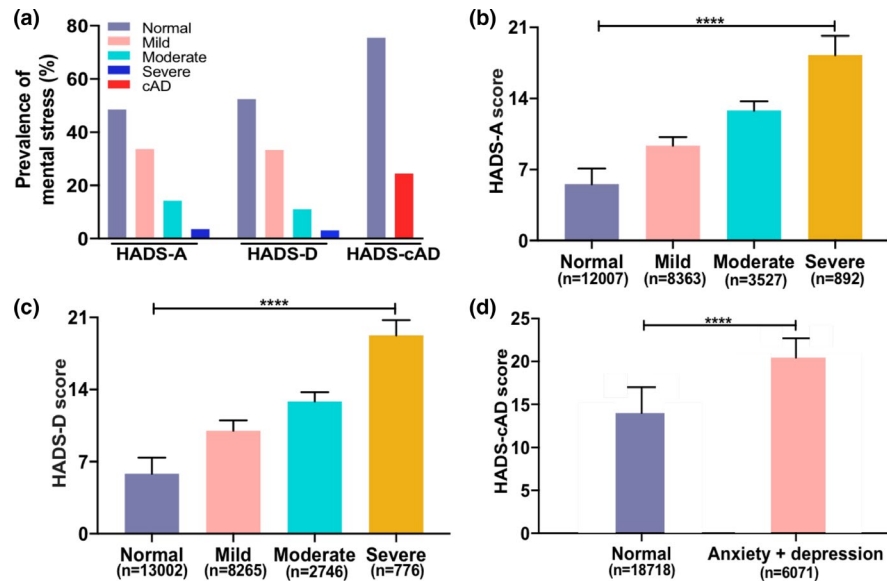 (a)
Prevalence of
mental stress (%)
80
60
40
20
0
Normal
Mild
Moderate
Severe
cAD
HADS-A
HADS-D
HADS-cAD
(b)
HADS-A score
21
14
7
0
****
Normal
(n=12007)
Mild
(n=8363)
Moderate
(n=3527)
Severe
(n=892)
(c)
HADS-D score
21
14
7
0
****
Normal
(n=13002)
Mild
(n=8265)
Moderate
(n=2746)
Severe
(n=776)
(d)
HADS-cAD score
25
20
15
10
5
0
****
Normal
(n=18718)
Anxiety + depression
(n=6071)